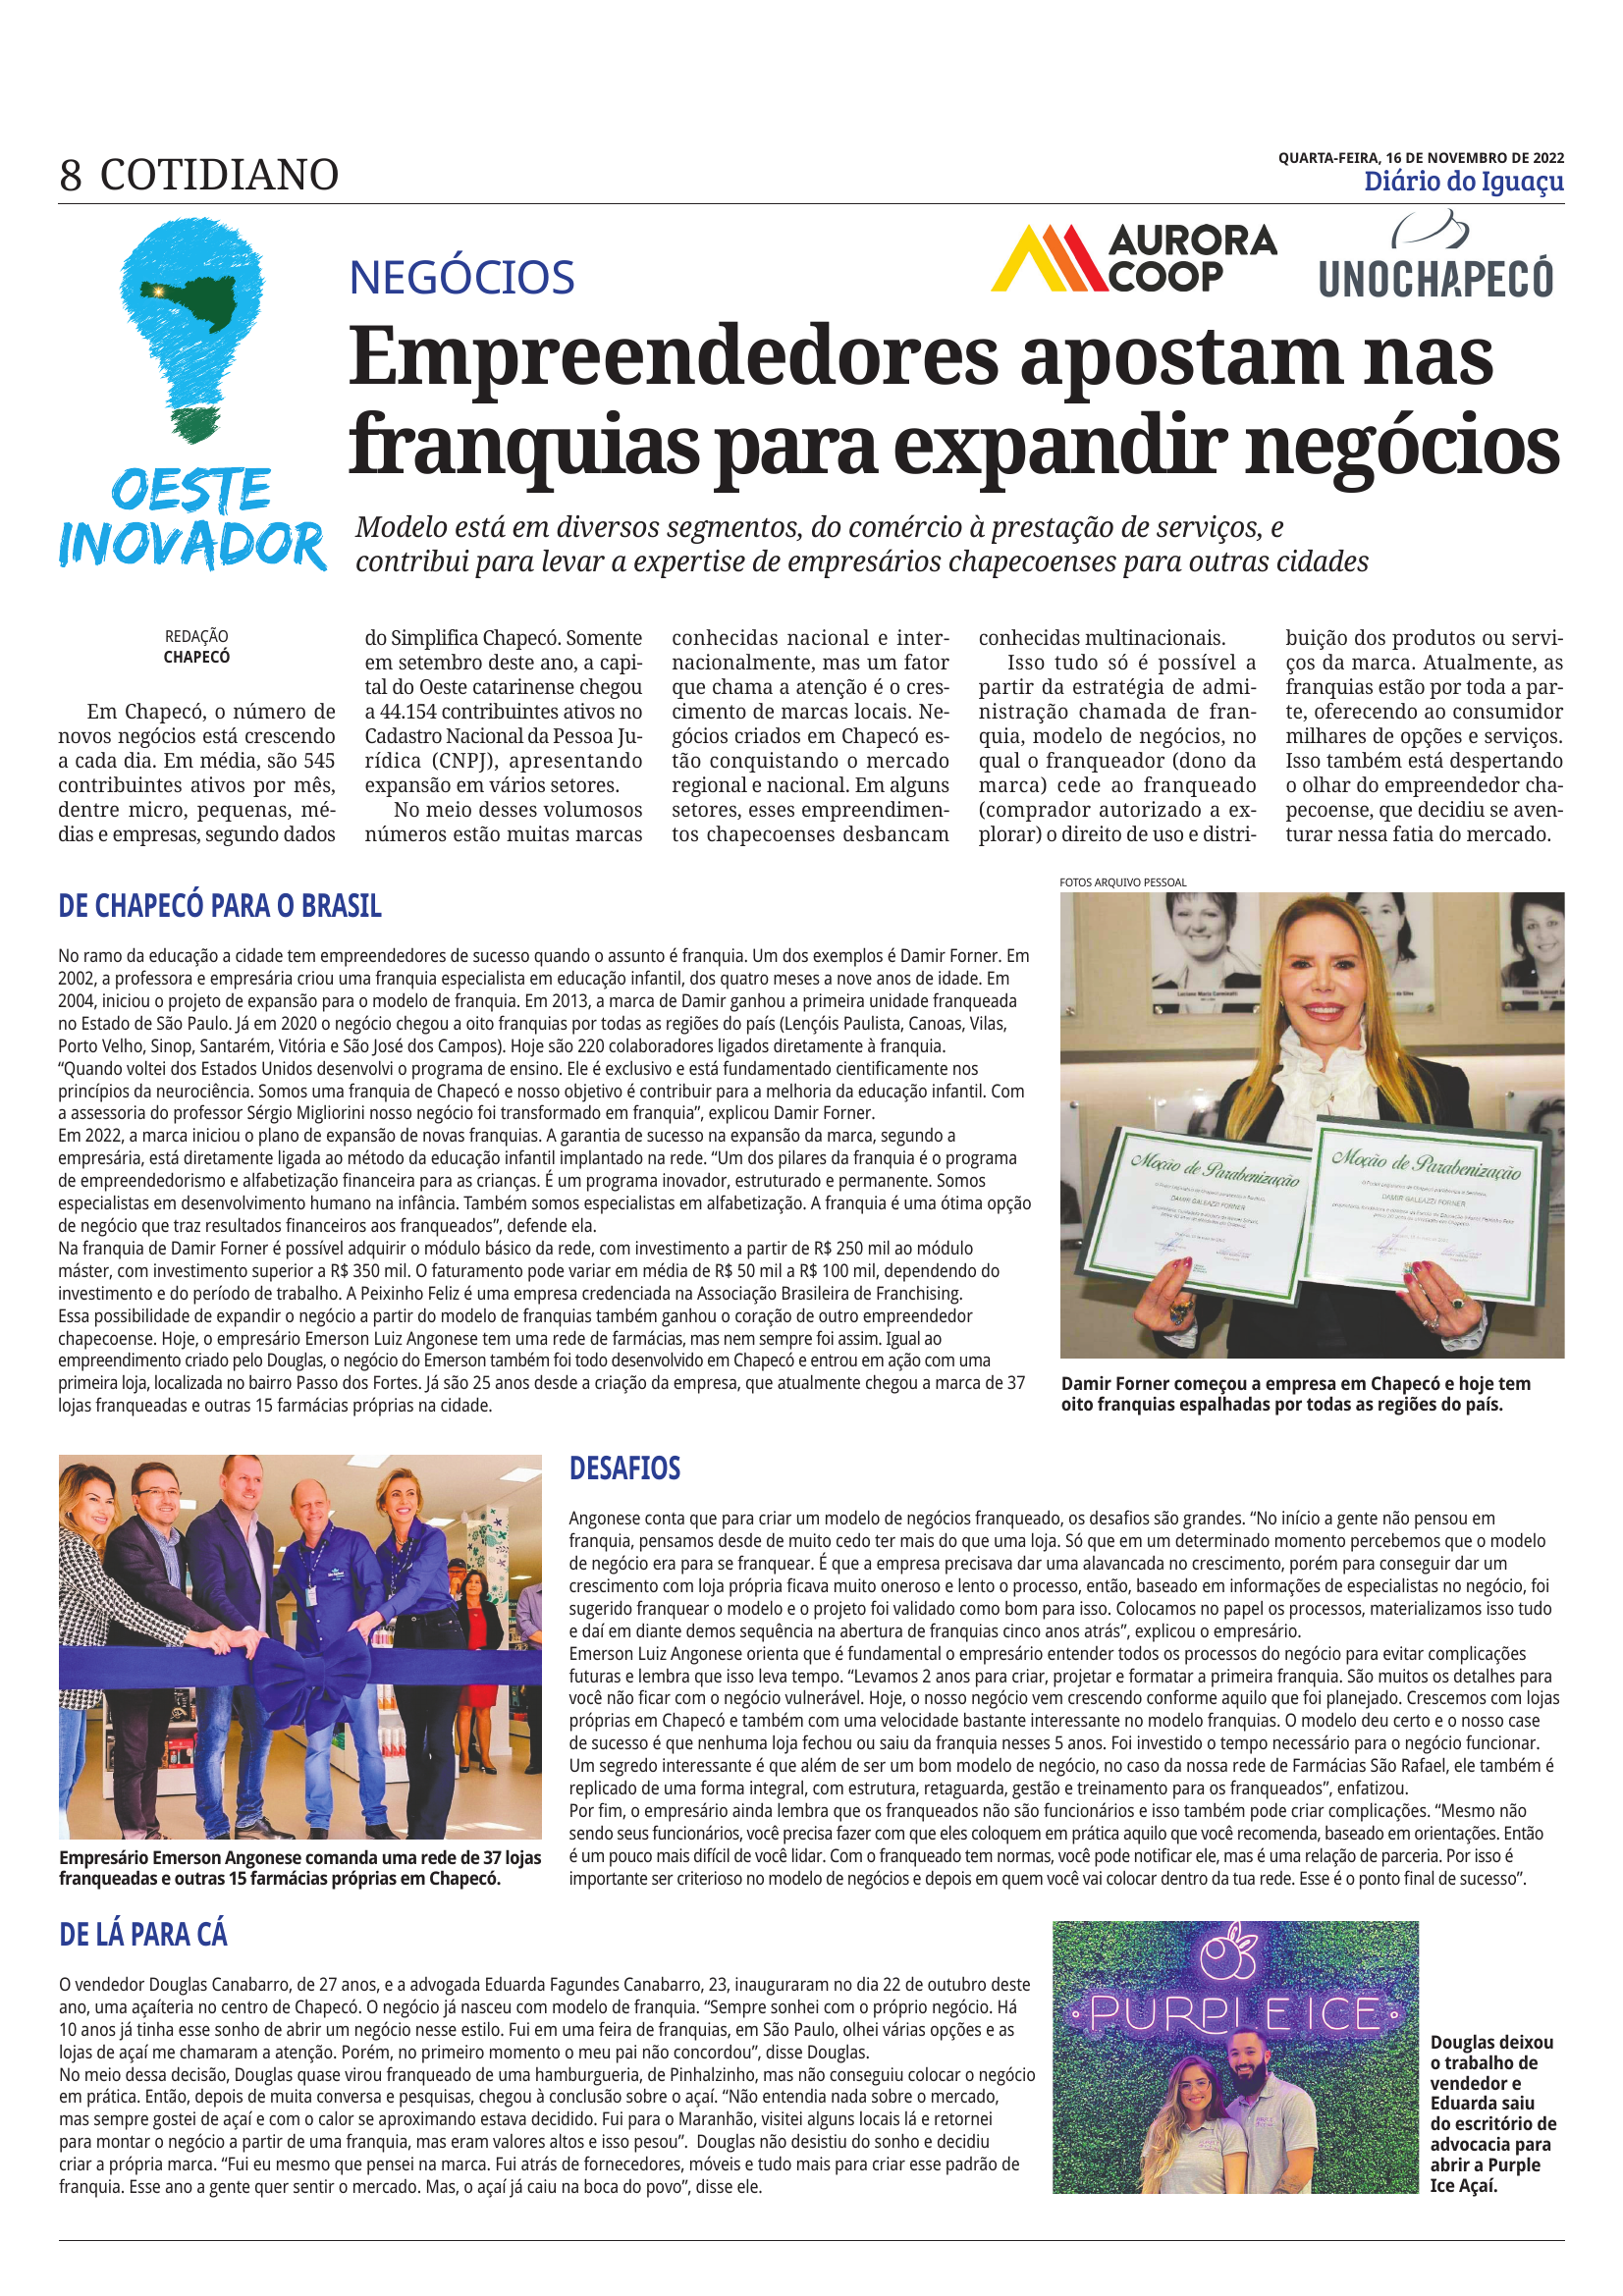 8 COTIDIANO
QUARTA-FEIRA, 16 DE NOVEMBRO DE 2022
Diário do Iguaçu
OESTE
INOVADOR
NEGÓCIOS
AURORA
COOP
UNOCHAPECÓ
Empreendedores apostam nas
franquias para expandir negócios
Modelo está em diversos segmentos, do comércio à prestação de serviços, e
contribui para levar a expertise de empresários chapecoenses para outras cidades
REDAÇÃO
CHAPECÓ
Em Chapecó, o número de
novos negócios está crescendo
a cada dia. Em média, são 545
contribuintes ativos por mês,
dentre micro, pequenas, mé-
dias e empresas, segundo dados
do Simplifica Chapecó. Somente
em setembro deste ano, a capi-
tal do Oeste catarinense chegou
a 44.154 contribuintes ativos no
Cadastro Nacional da Pessoa Ju-
rídica (CNPJ), apresentando
expansão em vários setores.
No meio desses volumosos
números estão muitas marcas
conhecidas nacional e inter-
nacionalmente, mas um fator
que chama a atenção é o cres-
cimento de marcas locais. Ne-
gócios criados em Chapecó es-
tão conquistando o mercado
regional e nacional. Em alguns
setores, esses empreendimen-
tos chapecoenses desbancam
conhecidas multinacionais.
Isso tudo só é possível a
partir da estratégia de admi-
nistração chamada de fran-
quia, modelo de negócios, no
qual o franqueador (dono da
marca) cede ao franqueado
(comprador autorizado a ex-
plorar) o direito de uso e distri-
buição dos produtos ou servi-
ços da marca. Atualmente, as
franquias estão por toda a par-
te, oferecendo ao consumidor
milhares de opções e serviços.
Isso também está despertando
o olhar do empreendedor cha-
pecoense, que decidiu se aven-
turar nessa fatia do mercado.
DE CHAPECÓ PARA O BRASIL
No ramo da educação a cidade tem empreendedores de sucesso quando o assunto é franquia. Um dos exemplos é Damir Forner. Em
2002, a professora e empresária criou uma franquia especialista em educação infantil, dos quatro meses a nove anos de idade. Em
2004, iniciou o projeto de expansão para o modelo de franquia. Em 2013, a marca de Damir ganhou a primeira unidade franqueada
no Estado de São Paulo. Já em 2020 o negócio chegou a oito franquias por todas as regiões do país (Lençóis Paulista, Canoas, Vilas,
Porto Velho, Sinop, Santarém, Vitória e São José dos Campos). Hoje são 220 colaboradores ligados diretamente à franquia.
“Quando voltei dos Estados Unidos desenvolvi o programa de ensino. Ele é exclusivo e está fundamentado cientificamente nos
princípios da neurociência. Somos uma franquia de Chapecó e nosso objetivo é contribuir para a melhoria da educação infantil. Com
a assessoria do professor Sérgio Migliorini nosso negócio foi transformado em franquia”, explicou Damir Forner.
Em 2022, a marca iniciou o plano de expansão de novas franquias. A garantia de sucesso na expansão da marca, segundo a
empresária, está diretamente ligada ao método da educação infantil implantado na rede. “Um dos pilares da franquia é o programa
de empreendedorismo e alfabetização financeira para as crianças. É um programa inovador, estruturado e permanente. Somos
especialistas em desenvolvimento humano na infância. Também somos especialistas em alfabetização. A franquia é uma ótima opção
de negócio que traz resultados financeiros aos franqueados”, defende ela.
Na franquia de Damir Forner é possível adquirir o módulo básico da rede, com investimento a partir de R$ 250 mil ao módulo
máster, com investimento superior a R$ 350 mil. O faturamento pode variar em média de R$ 50 mil a R$ 100 mil, dependendo do
investimento e do período de trabalho. A Peixinho Feliz é uma empresa credenciada na Associação Brasileira de Franchising.
Essa possibilidade de expandir o negócio a partir do modelo de franquias também ganhou o coração de outro empreendedor
chapecoense. Hoje, o empresário Emerson Luiz Angonese tem uma rede de farmácias, mas nem sempre foi assim. Igual ao
empreendimento criado pelo Douglas, o negócio do Emerson também foi todo desenvolvido em Chapecó e entrou em ação com uma
primeira loja, localizada no bairro Passo dos Fortes. Já são 25 anos desde a criação da empresa, que atualmente chegou a marca de 37
lojas franqueadas e outras 15 farmácias próprias na cidade.
FOTOS ARQUIVO PESSOAL
Moção de Parabenização
DAMIR GALEAZZI FORNER
Moção de Parabenização
DAMIR GALEAZZI FORNER
Damir Forner começou a empresa em Chapecó e hoje tem
oito franquias espalhadas por todas as regiões do país.
Empresário Emerson Angonese comanda uma rede de 37 lojas
franqueadas e outras 15 farmácias próprias em Chapecó.
DESAFIOS
Angonese conta que para criar um modelo de negócios franqueado, os desafios são grandes. “No início a gente não pensou em
franquia, pensamos desde de muito cedo ter mais do que uma loja. Só que em um determinado momento percebemos que o modelo
de negócio era para se franquear. É que a empresa precisava dar uma alavancada no crescimento, porém para conseguir dar um
crescimento com loja própria ficava muito oneroso e lento o processo, então, baseado em informações de especialistas no negócio, foi
sugerido franquear o modelo e o projeto foi validado como bom para isso. Colocamos no papel os processos, materializamos isso tudo
e daí em diante demos sequência na abertura de franquias cinco anos atrás”, explicou o empresário.
Emerson Luiz Angonese orienta que é fundamental o empresário entender todos os processos do negócio para evitar complicações
futuras e lembra que isso leva tempo. “Levamos 2 anos para criar, projetar e formatar a primeira franquia. São muitos os detalhes para
você não ficar com o negócio vulnerável. Hoje, o nosso negócio vem crescendo conforme aquilo que foi planejado. Crescemos com lojas
próprias em Chapecó e também com uma velocidade bastante interessante no modelo franquias. O modelo deu certo e o nosso case
de sucesso é que nenhuma loja fechou ou saiu da franquia nesses 5 anos. Foi investido o tempo necessário para o negócio funcionar.
Um segredo interessante é que além de ser um bom modelo de negócio, no caso da nossa rede de Farmácias São Rafael, ele também é
replicado de uma forma integral, com estrutura, retaguarda, gestão e treinamento para os franqueados”, enfatizou.
Por fim, o empresário ainda lembra que os franqueados não são funcionários e isso também pode criar complicações. “Mesmo não
sendo seus funcionários, você precisa fazer com que eles coloquem em prática aquilo que você recomenda, baseado em orientações. Então
é um pouco mais difícil de você lidar. Com o franqueado tem normas, você pode notificar ele, mas é uma relação de parceria. Por isso é
importante ser criterioso no modelo de negócios e depois em quem você vai colocar dentro da tua rede. Esse é o ponto final de sucesso”.
DE LÁ PARA CÁ
O vendedor Douglas Canabarro, de 27 anos, e a advogada Eduarda Fagundes Canabarro, 23, inauguraram no dia 22 de outubro deste
ano, uma açaíteria no centro de Chapecó. O negócio já nasceu com modelo de franquia. “Sempre sonhei com o próprio negócio. Há
10 anos já tinha esse sonho de abrir um negócio nesse estilo. Fui em uma feira de franquias, em São Paulo, olhei várias opções e as
lojas de açaí me chamaram a atenção. Porém, no primeiro momento o meu pai não concordou”, disse Douglas.
No meio dessa decisão, Douglas quase virou franqueado de uma hamburgueria, de Pinhalzinho, mas não conseguiu colocar o negócio
em prática. Então, depois de muita conversa e pesquisas, chegou à conclusão sobre o açaí. “Não entendia nada sobre o mercado,
mas sempre gostei de açaí e com o calor se aproximando estava decidido. Fui para o Maranhão, visitei alguns locais lá e retornei
para montar o negócio a partir de uma franquia, mas eram valores altos e isso pesou”. Douglas não desistiu do sonho e decidiu
criar a própria marca. “Fui eu mesmo que pensei na marca. Fui atrás de fornecedores, móveis e tudo mais para criar esse padrão de
franquia. Esse ano a gente quer sentir o mercado. Mas, o açaí já caiu na boca do povo”, disse ele.
PURPLE ICE
Douglas deixou
o trabalho de
vendedor e
Eduarda saiu
do escritório de
advocacia para
abrir a Purple
Ice Açaí.